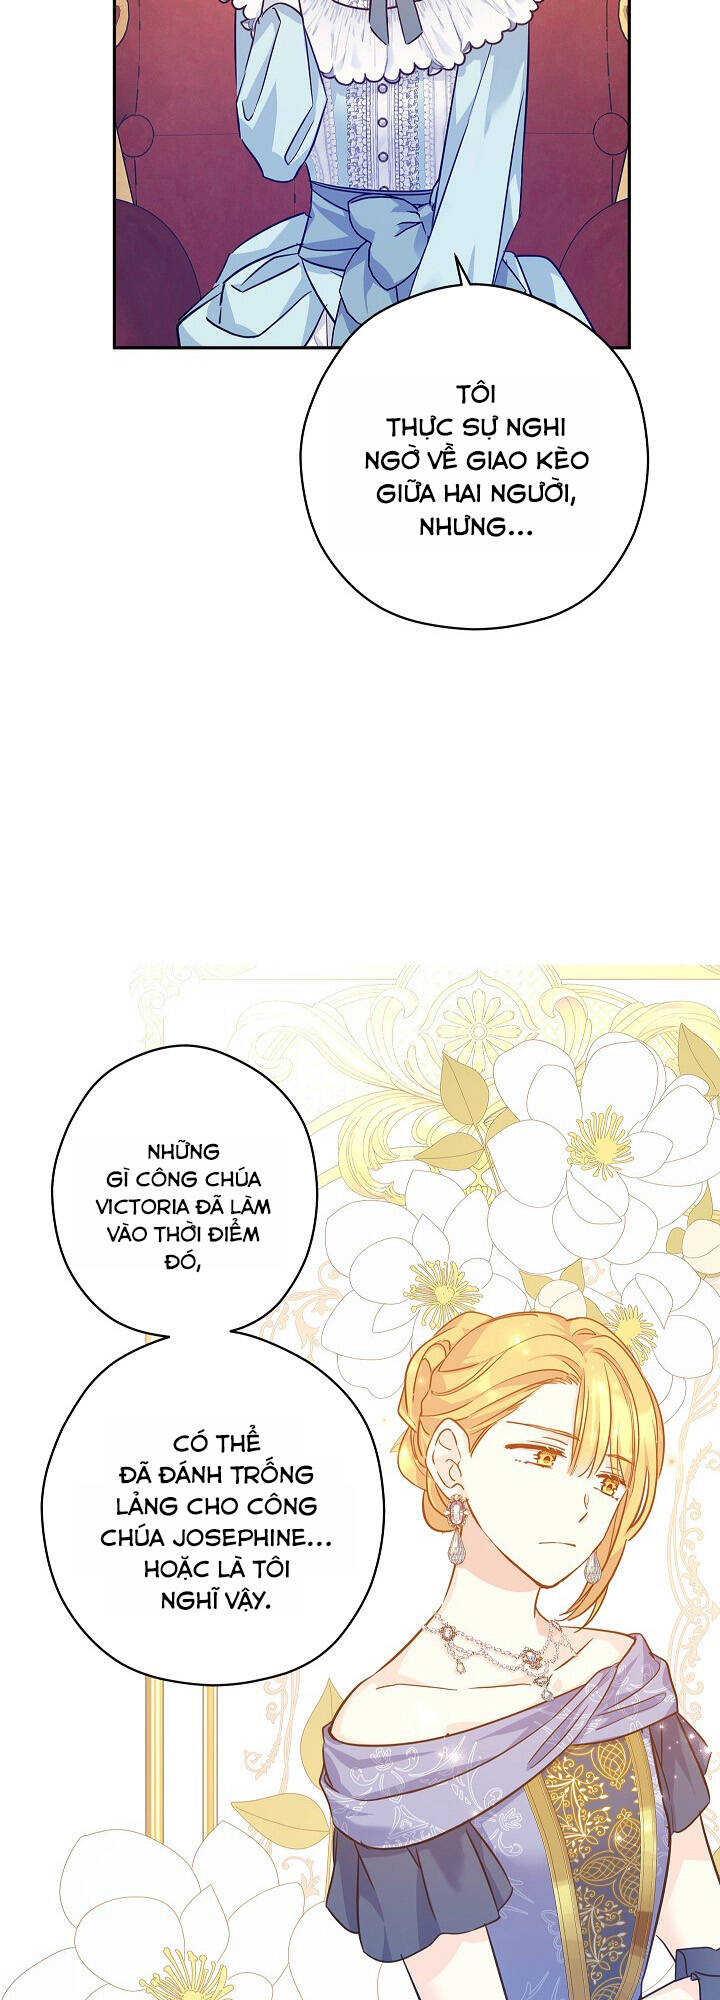 TÔI
THỰC SỰ NGHI
NGỜ VỀ GIAO KÈO
GIỮA HAI NGƯỜI,
NHƯNG...
NHỮNG
GÌ CÔNG CHÚA
VICTORIA ĐÃ LÀM
VÀO THỜI ĐIỂM
ĐÓ,
CÓ THỂ
ĐÃ ĐÁNH TRỐNG
LẢNG CHO CÔNG
CHÚA JOSEPHINE...
HOẶC LÀ TÔI
NGHĨ VẬY.